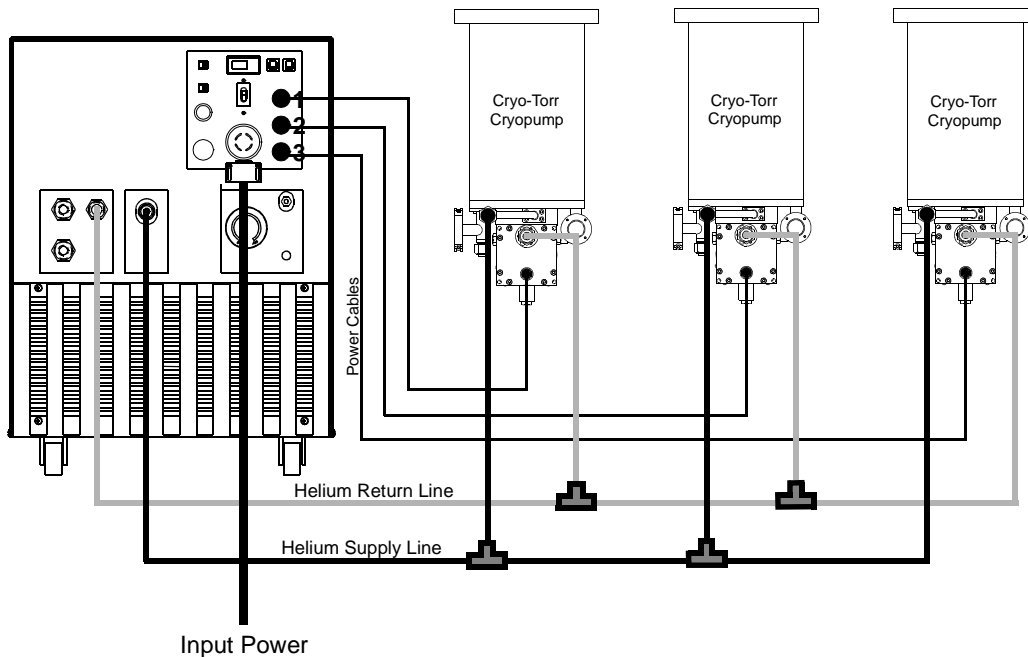 Cryo-Torr
Cryopump
Cryo-Torr
Cryopump
Cryo-Torr
Cryopump
1
2
3
Power Cables
Helium Return Line
Helium Supply Line
Input Power